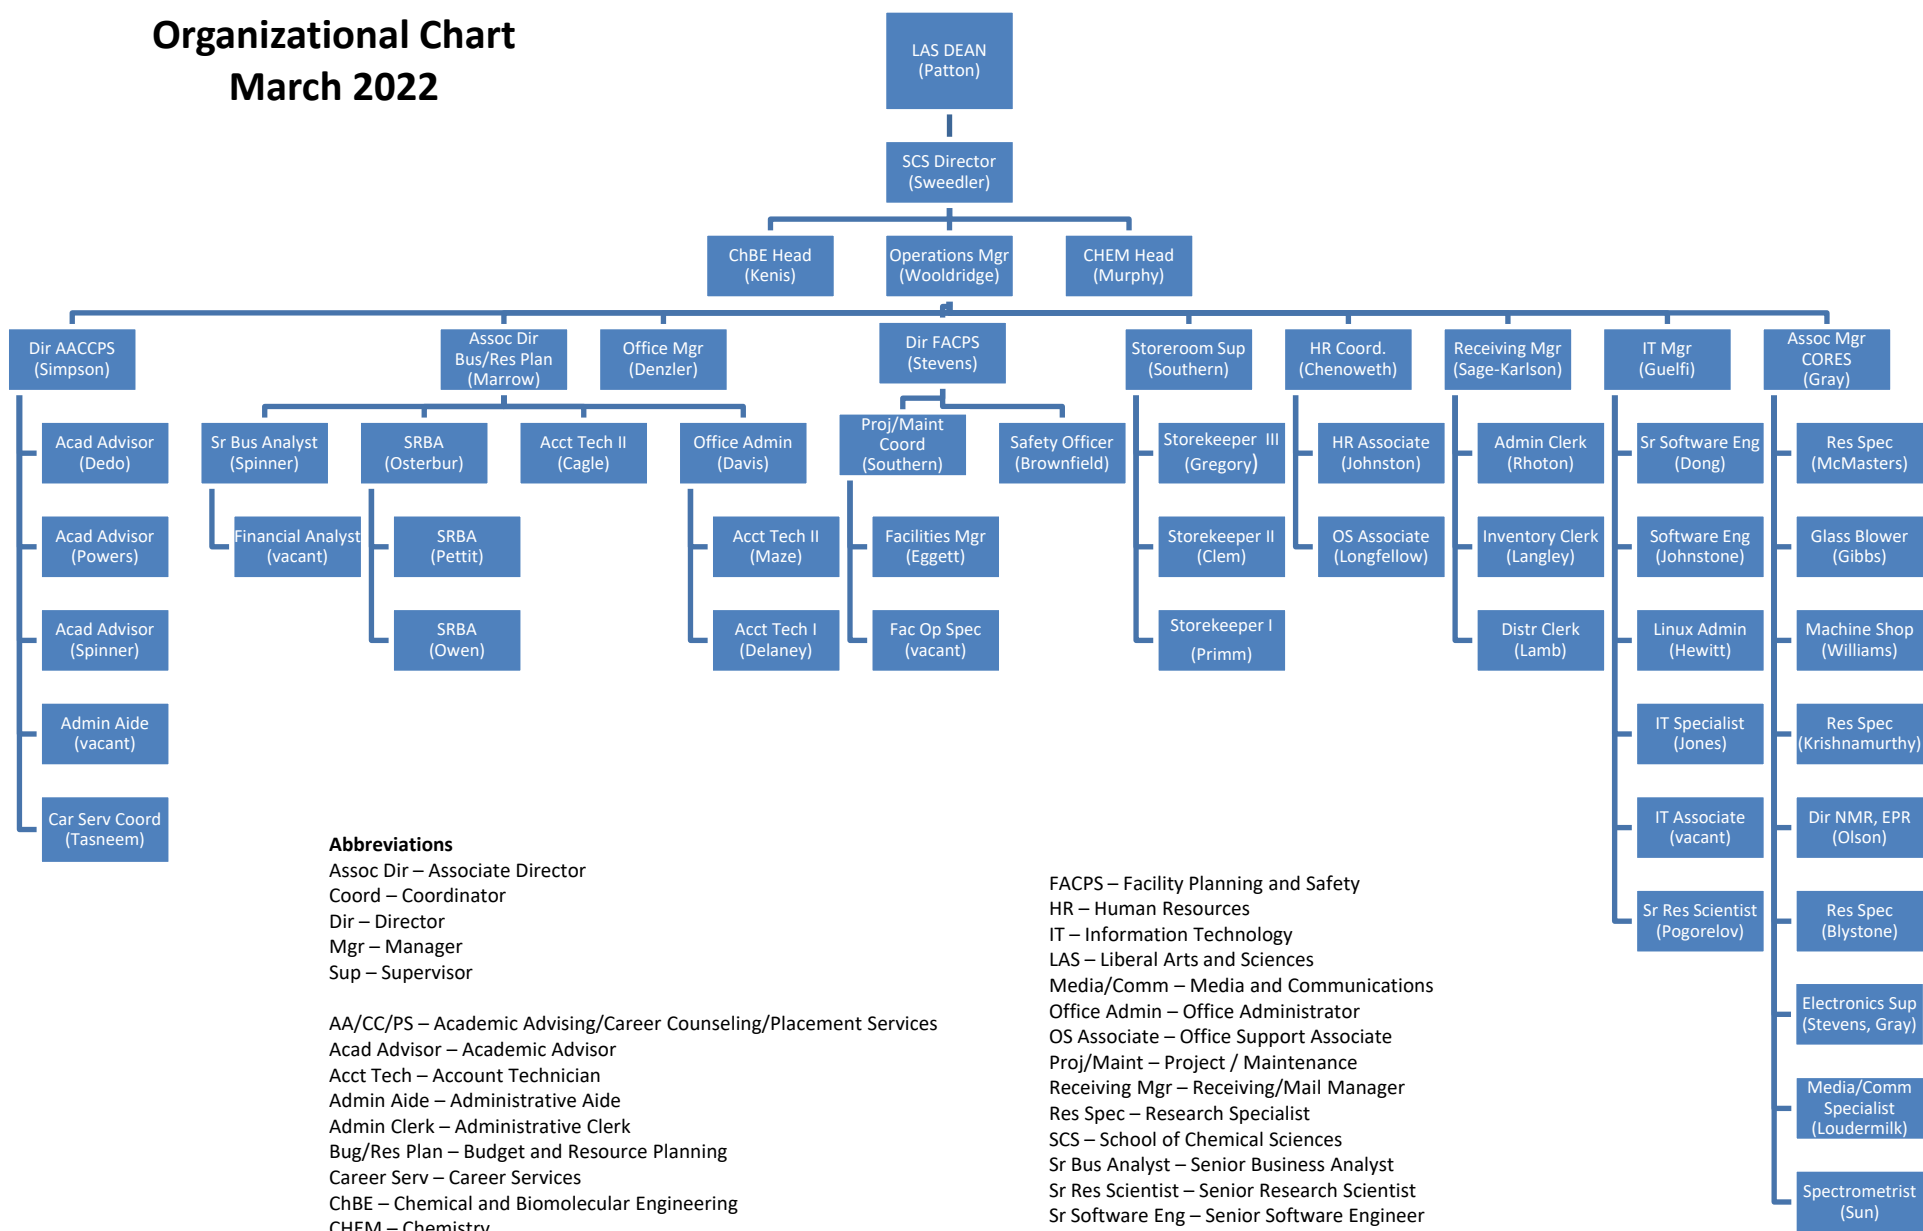 Organizational Chart
March 2022
LAS DEAN
(Patton)
SCS Director
(Sweedler)
ChBE Head
(Kenis)
Operations Mgr
(Wooldridge)
CHEM Head
(Murphy)
Dir AACCPS
(Simpson)
Assoc Dir
Bus/Res Plan
(Marrow)
Office Mgr
(Denzler)
Dir FACPS
(Stevens)
Storeroom Sup
(Southern)
HR Coord.
(Chenoweth)
Receiving Mgr
(Sage-Karlson)
IT Mgr
(Guelfi)
Assoc Mgr
CORES
(Gray)
Acad Advisor
(Dedo)
Acad Advisor
(Powers)
Acad Advisor
(Spinner)
Admin Aide
(vacant)
Car Serv Coord
(Tasneem)
Sr Bus Analyst
(Spinner)
Financial Analyst
(vacant)
SRBA
(Osterbur)
SRBA
(Pettit)
SRBA
(Owen)
Acct Tech II
(Cagle)
Office Admin
(Davis)
Acct Tech II
(Maze)
Acct Tech I
(Delaney)
Proj/Maint
Coord
(Southern)
Facilities Mgr
(Eggett)
Fac Op Spec
(vacant)
Safety Officer
(Brownfield)
Storekeeper III
(Gregory)
Storekeeper II
(Clem)
Storekeeper I
(Primm)
HR Associate
(Johnston)
OS Associate
(Longfellow)
Admin Clerk
(Rhoton)
Inventory Clerk
(Langley)
Distr Clerk
(Lamb)
Sr Software Eng
(Dong)
Software Eng
(Johnstone)
Linux Admin
(Hewitt)
IT Specialist
(Jones)
IT Associate
(vacant)
Sr Res Scientist
(Pogorelov)
Res Spec
(McMasters)
Glass Blower
(Gibbs)
Machine Shop
(Williams)
Res Spec
(Krishnamurthy)
Dir NMR, EPR
(Olson)
Res Spec
(Blystone)
Electronics Sup
(Stevens, Gray)
Media/Comm
Specialist
(Loudermilk)
Spectrometrist
(Sun)
Abbreviations
Assoc Dir – Associate Director
Coord – Coordinator
Dir – Director
Mgr – Manager
Sup – Supervisor
AA/CC/PS – Academic Advising/Career Counseling/Placement Services
Acad Advisor – Academic Advisor
Acct Tech – Account Technician
Admin Aide – Administrative Aide
Admin Clerk – Administrative Clerk
Bug/Res Plan – Budget and Resource Planning
Career Serv – Career Services
ChBE – Chemical and Biomolecular Engineering
CHEM – Chemistry
FACPS – Facility Planning and Safety
HR – Human Resources
IT – Information Technology
LAS – Liberal Arts and Sciences
Media/Comm – Media and Communications
Office Admin – Office Administrator
OS Associate – Office Support Associate
Proj/Maint – Project / Maintenance
Receiving Mgr – Receiving/Mail Manager
Res Spec – Research Specialist
SCS – School of Chemical Sciences
Sr Bus Analyst – Senior Business Analyst
Sr Res Scientist – Senior Research Scientist
Sr Software Eng – Senior Software Engineer